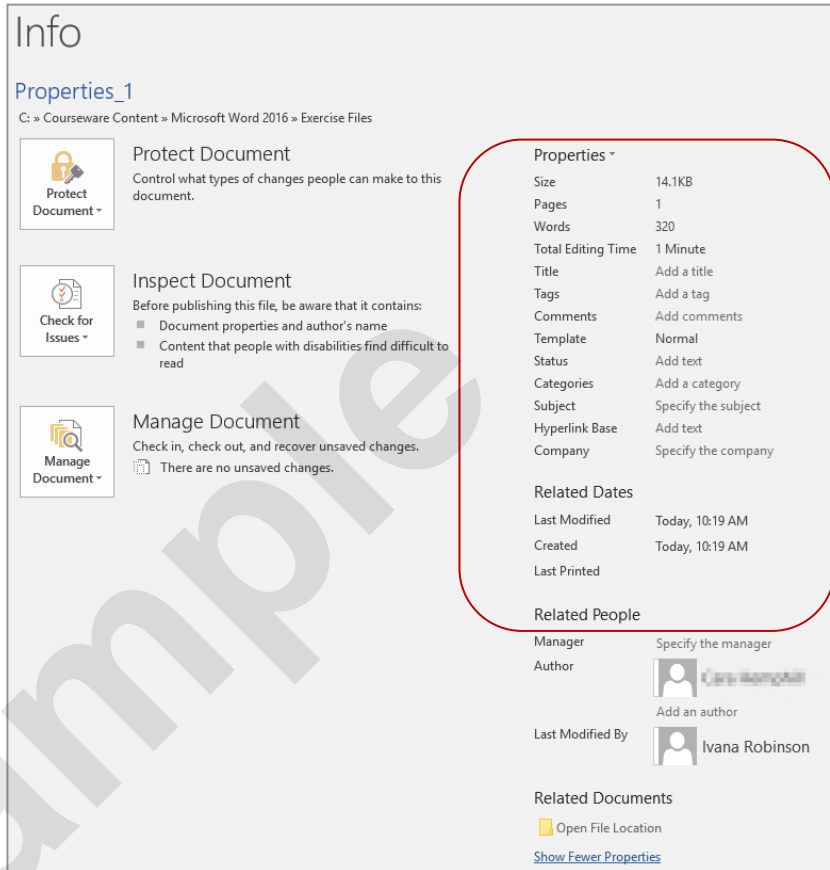 Info
Properties_1
C: » Courseware Content » Microsoft Word 2016 » Exercise Files
Protect
Document
Protect Document
Control what types of changes people can make to this
document.
Check for
Issues
Inspect Document
Before publishing this file, be aware that it contains:
Document properties and author's name
Content that people with disabilities find difficult to
read
Manage
Document
Manage Document
Check in, check out, and recover unsaved changes.
There are no unsaved changes.
Properties
Size 14.1KB
Pages 1
Words 320
Total Editing Time 1 Minute
Title Add a title
Tags Add a tag
Comments Add comments
Template Normal
Status Add text
Categories Add a category
Subject Specify the subject
Hyperlink Base Add text
Company Specify the company
Related Dates
Last Modified Today, 10:19 AM
Created Today, 10:19 AM
Last Printed
Related People
Manager Specify the manager
Author
Add an author
Last Modified By Ivana Robinson
Related Documents
Open File Location
Show Fewer Properties
ample